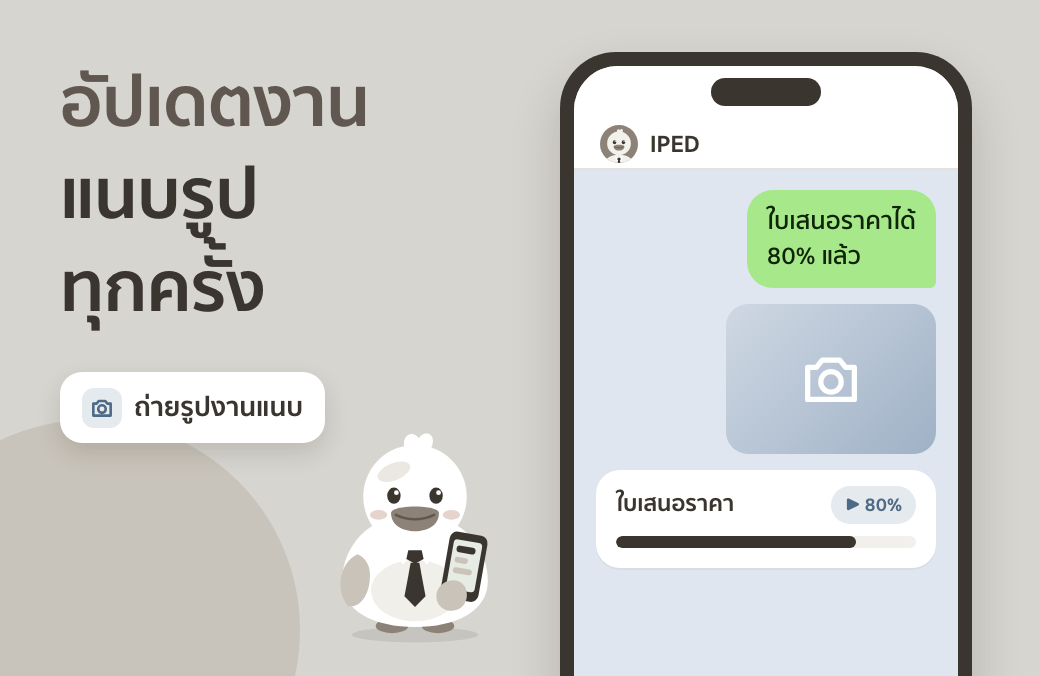 อัปเดตงาน
แนบรูป
ทุกครั้ง
ถ่ายรูปงานแนบ
IPED
ใบเสนอราคาได้
80% แล้ว
ใบเสนอราคา
80%